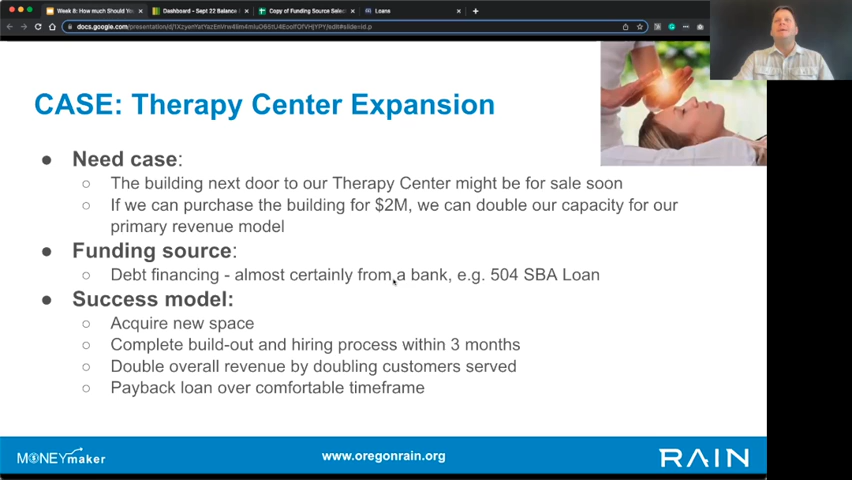 Week 8: How much Should Yo
Dashboard - Sept 22 Balance
Copy of Funding Source Selec
Loans
CASE: Therapy Center Expansion
Need case:
The building next door to our Therapy Center might be for sale soon
If we can purchase the building for $2M, we can double our capacity for our
primary revenue model
Funding source:
Debt financing - almost certainly from a bank, e.g. 504 SBA Loan
Success model:
Acquire new space
Complete build-out and hiring process within 3 months
Double overall revenue by doubling customers served
Payback loan over comfortable timeframe
MONEYmaker
www.oregonrain.org
RAIN